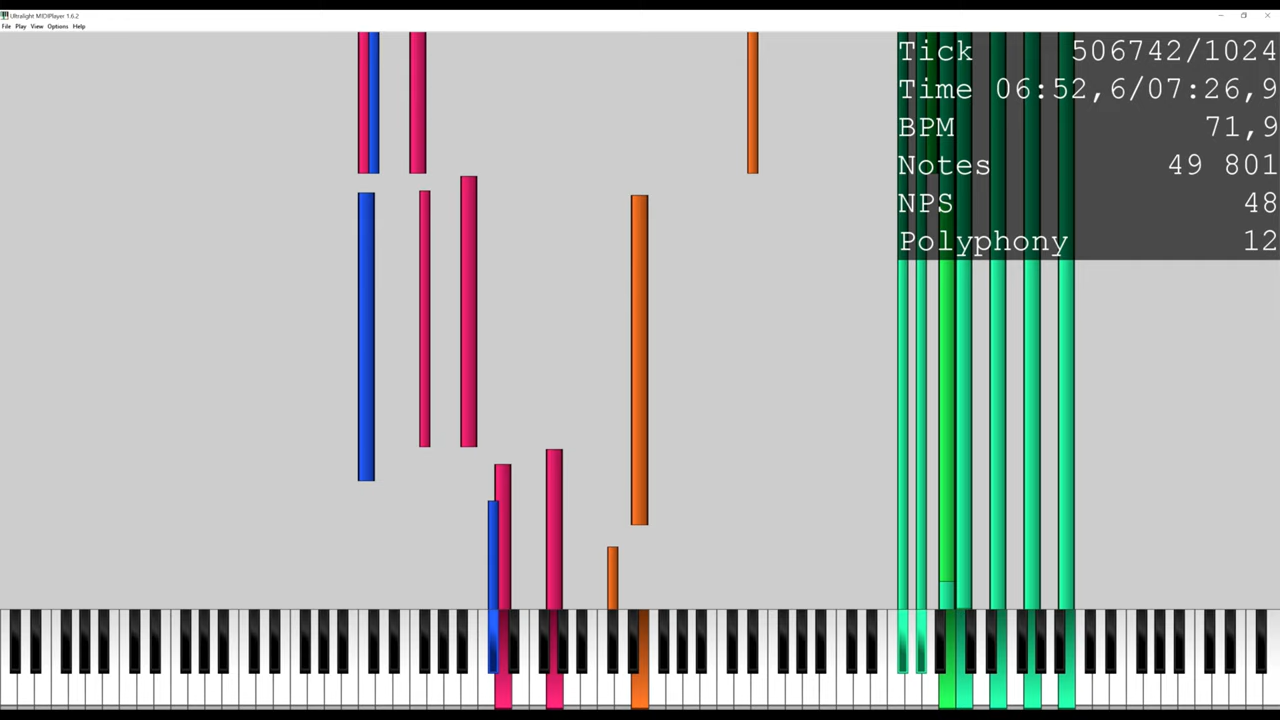 Ultralight MIDIPlayer 1.6.2
File Play View Options Help
Tick 506742/1024
Time 06:52,6/07:26,9
BPM 71,9
Notes 49 801
NPS 48
Polyphony 12